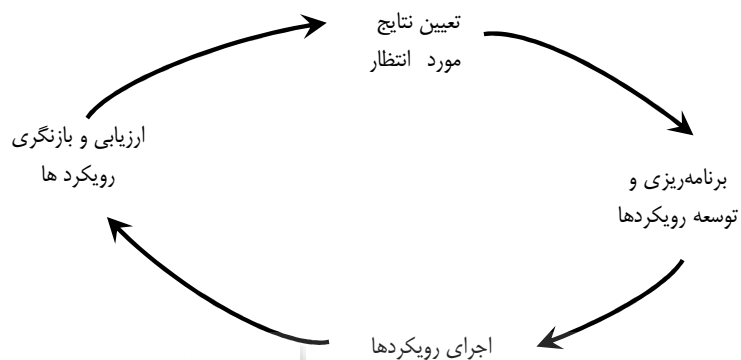 تعیین نتایج
مورد انتظار
برنامه‌ریزی و
توسعه رویکردها
اجرای رویکردها
ارزیابی و بازنگری
رویکرد ها